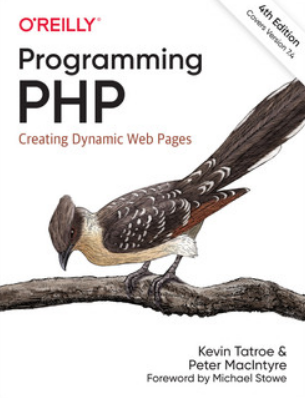 O'REILLY®
4th Edition
Covers Version 7.4
Programming
PHP
Creating Dynamic Web Pages
Kevin Tatroe &
Peter MacIntyre
Foreword by Michael Stowe